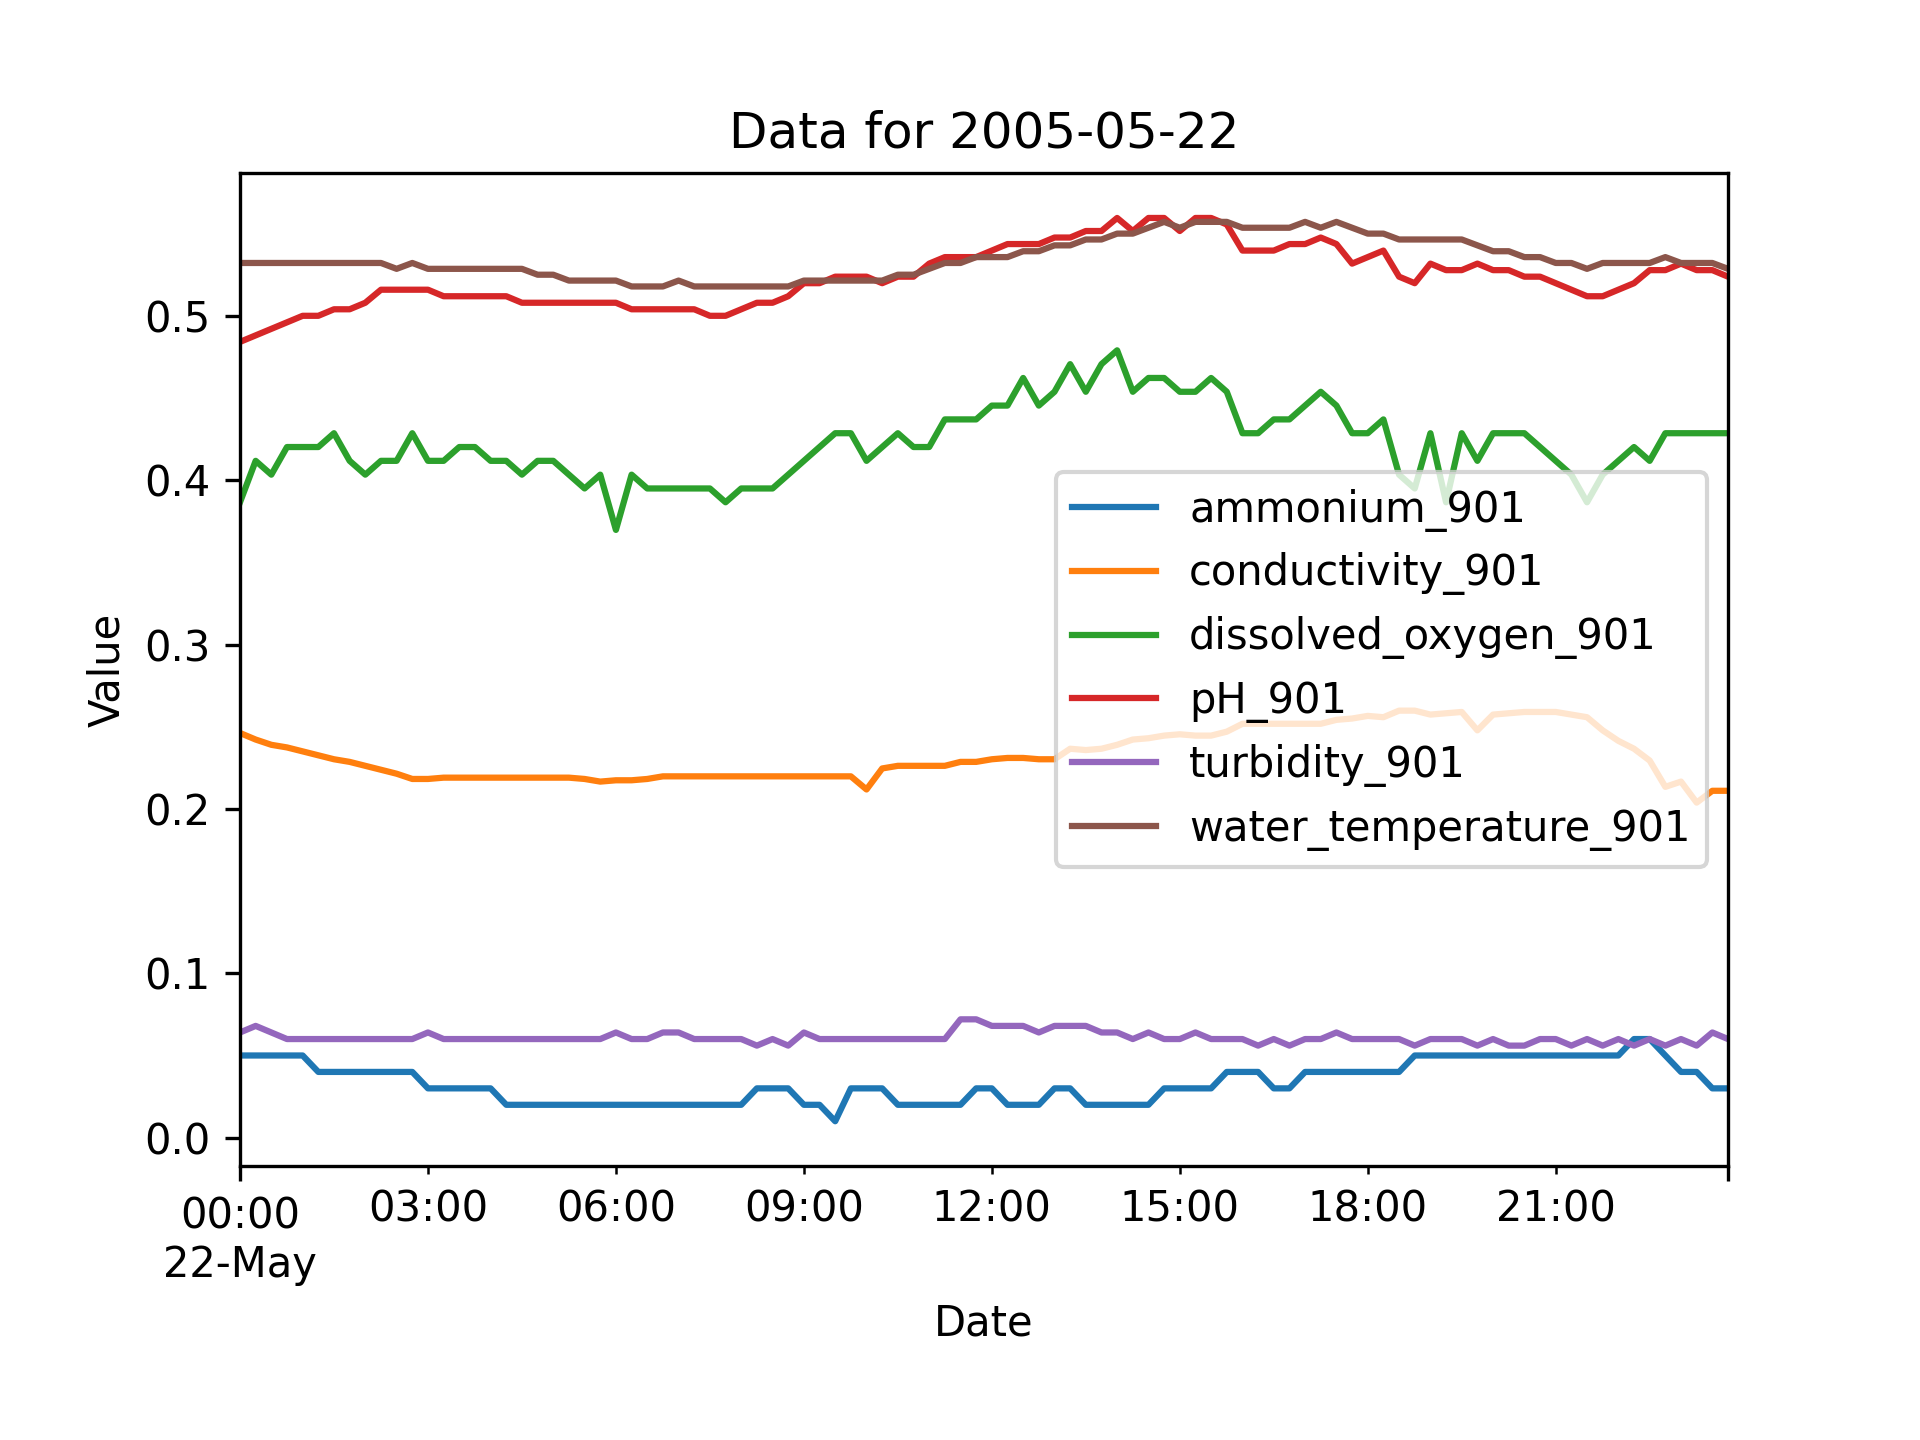 Data for 2005-05-22
Value
0.5
0.4
0.3
0.2
0.1
0.0
ammonium_901
conductivity_901
dissolved_oxygen_901
pH_901
turbidity_901
water_temperature_901
00:00 03:00 06:00 09:00 12:00 15:00 18:00 21:00
22-May
Date